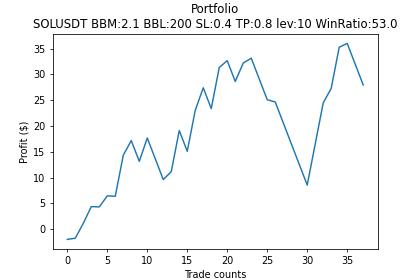 Portfolio
SOLUSDT BBM:2.1 BBL:200 SL:0.4 TP:0.8 lev:10 WinRatio:53.0
35
30
25
20
15
10
5
0
Profit ($)
0 5 10 15 20 25 30 35
Trade counts